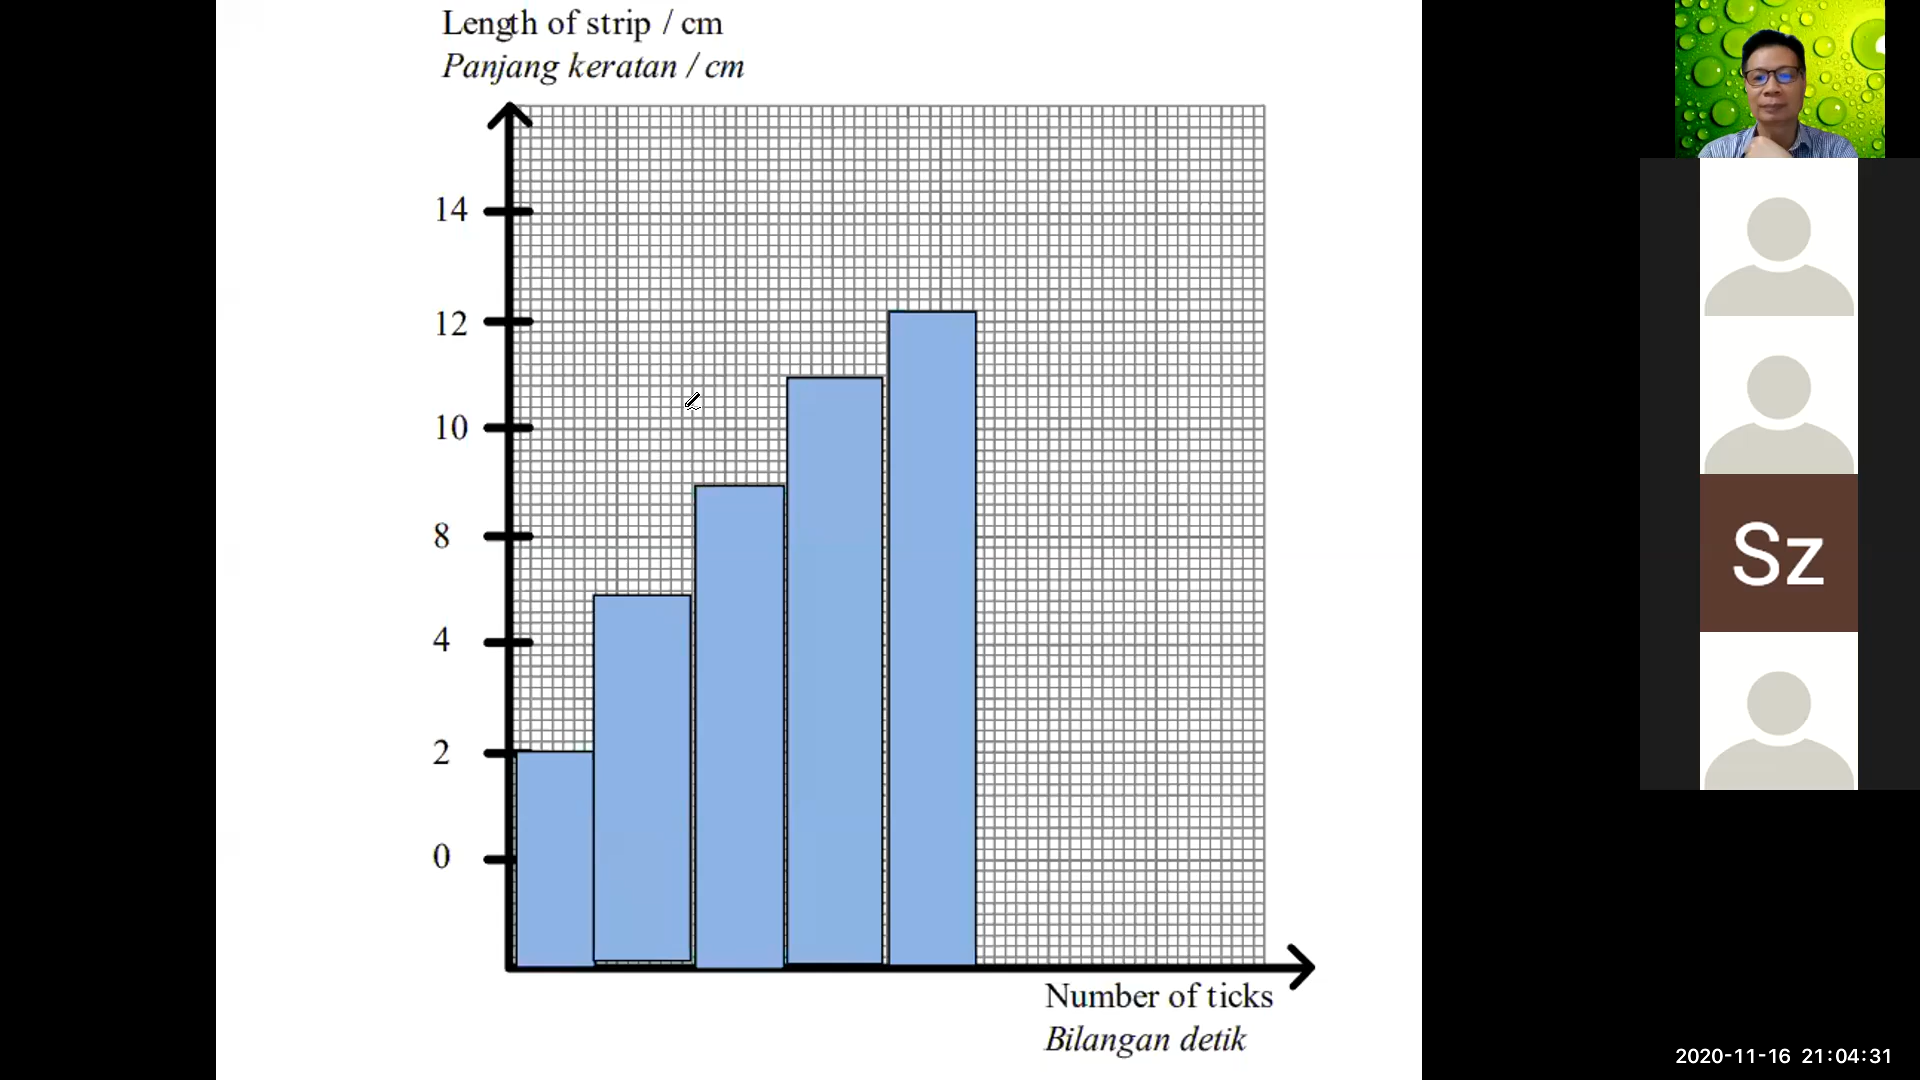 Length of strip / cm
Panjang keratan / cm
14
12
10
8
4
2
0
Number of ticks
Bilangan detik
Sz
2020-11-16 21:04:31